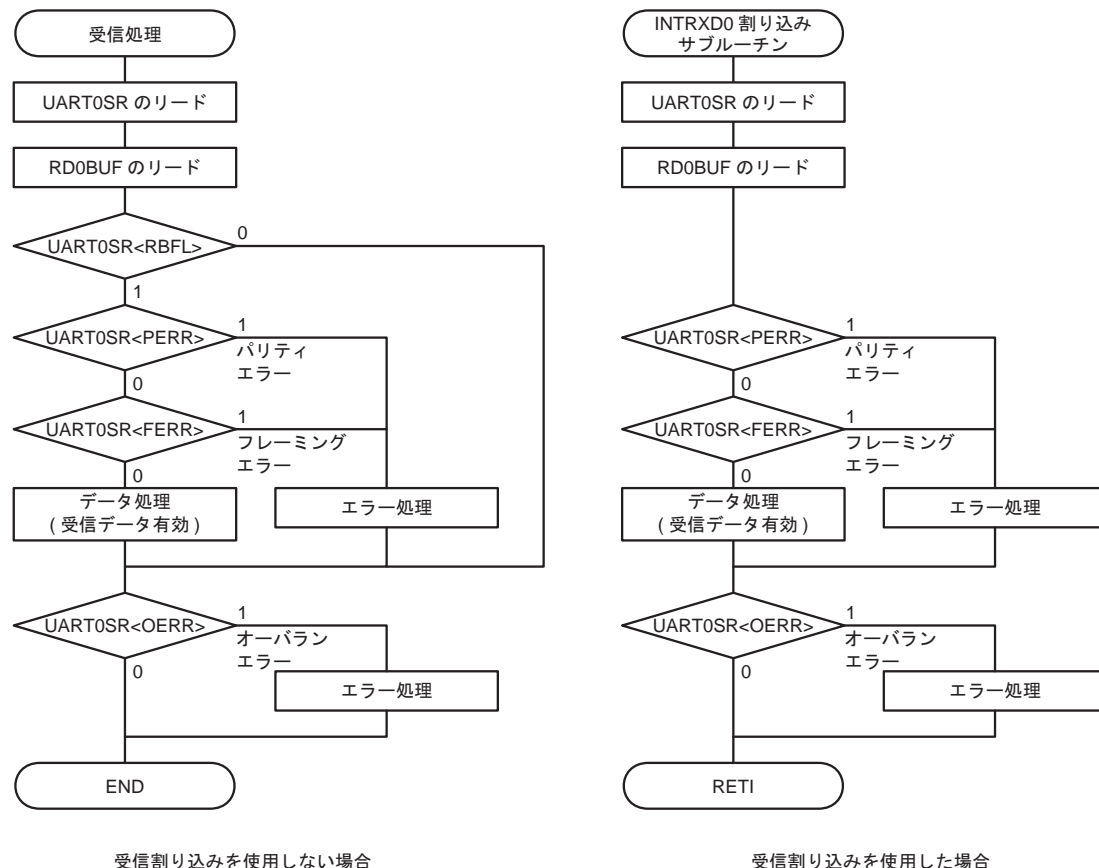 受信処理
UART0SR のリード
RD0BUF のリード
UART0SR<RBFL>
0
1
UART0SR<PERR>
1
パリティ
エラー
0
UART0SR<FERR>
1
フレーミング
エラー
0
データ処理
( 受信データ有効 )
エラー処理
UART0SR<OERR>
1
オーバラン
エラー
0
エラー処理
END
受信割り込みを使用しない場合
INTRXD0 割り込み
サブルーチン
UART0SR のリード
RD0BUF のリード
UART0SR<PERR>
1
パリティ
エラー
0
UART0SR<FERR>
1
フレーミング
エラー
0
データ処理
( 受信データ有効 )
エラー処理
UART0SR<OERR>
1
オーバラン
エラー
0
エラー処理
RETI
受信割り込みを使用した場合